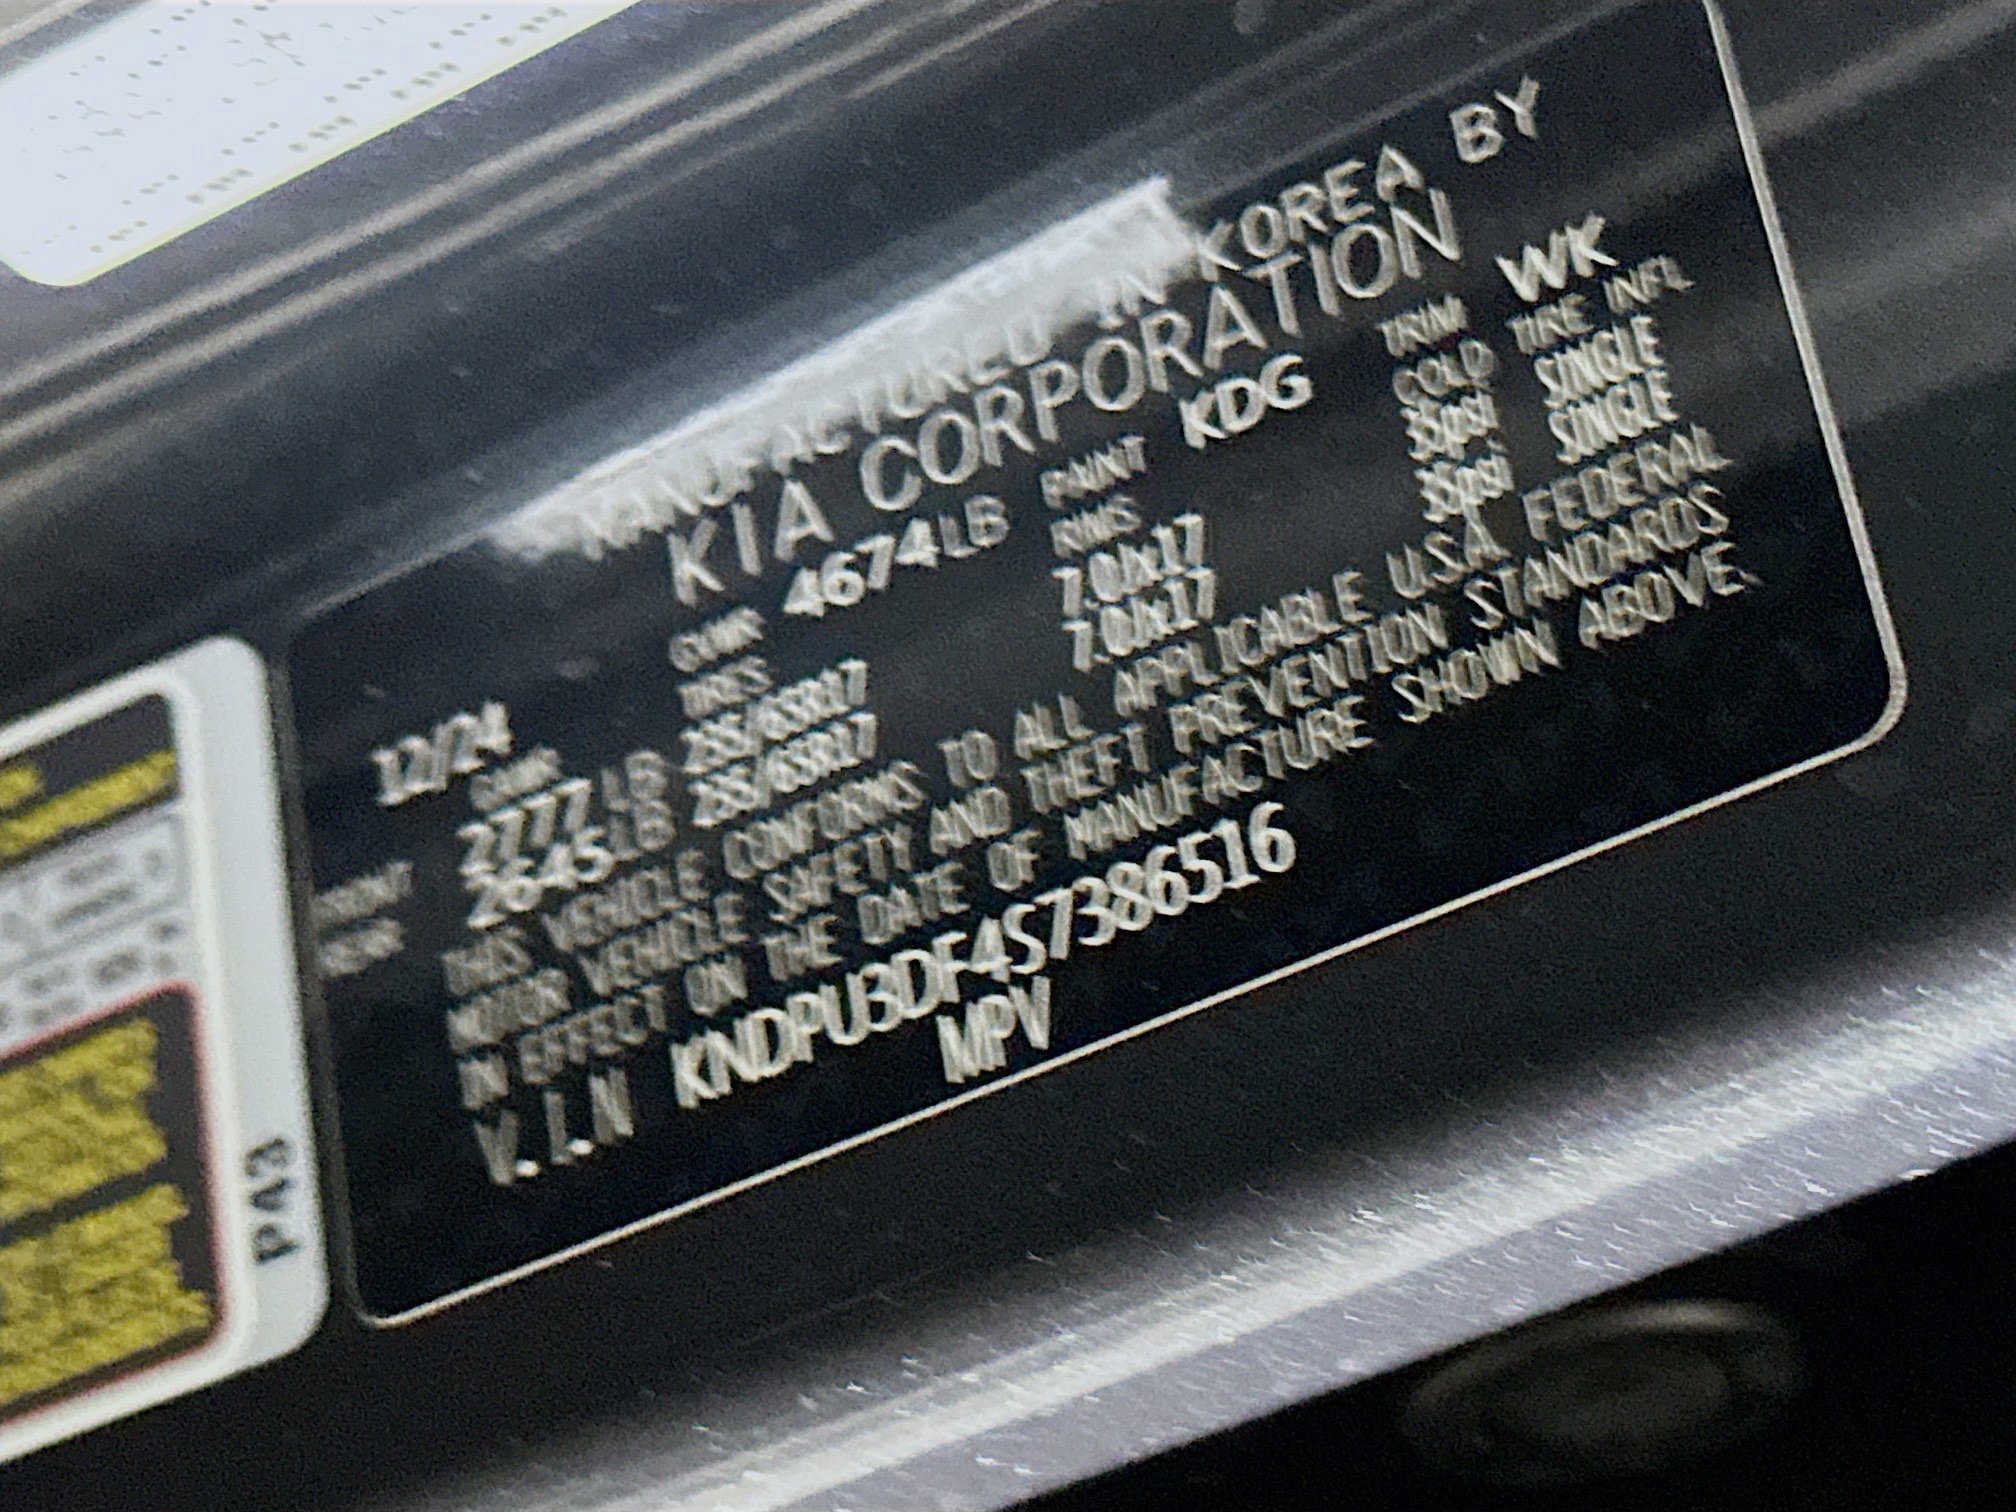 MANUFACTURED IN KOREA BY
KIA CORPORATION
12/24 GVWR 4674LB PAINT KDG TRIM WK
GAWR TIRES RIMS COLD TIRE INFL
FRONT 2777 LB 235/65R17 7.0Jx17 35psi SINGLE
REAR 2645LB 235/65R17 7.0Jx17 35psi SINGLE
THIS VEHICLE CONFORMS TO ALL APPLICABLE U.S.A. FEDERAL
MOTOR VEHICLE SAFETY AND THEFT PREVENTION STANDARDS
IN EFFECT ON THE DATE OF MANUFACTURE SHOWN ABOVE.
V.I.N KNDPU3DF4S7386516
MPV
P43